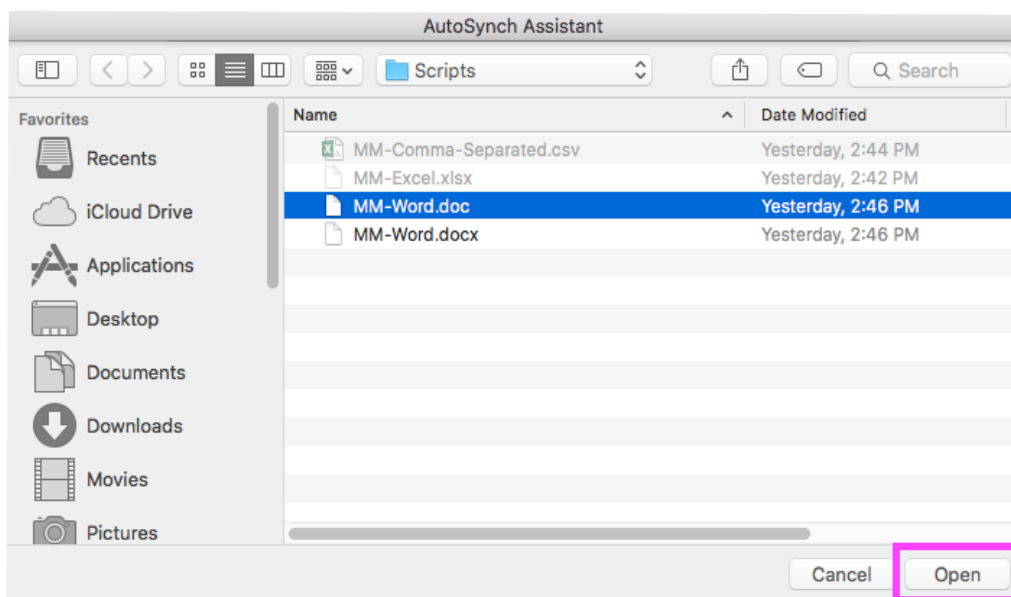 AutoSynch Assistant
Scripts
Search
Favorites
Name
Date Modified
Recents
MM-Comma-Separated.csv Yesterday, 2:44 PM
MM-Excel.xlsx Yesterday, 2:42 PM
iCloud Drive
MM-Word.doc Yesterday, 2:46 PM
MM-Word.docx Yesterday, 2:46 PM
Applications
Desktop
Documents
Downloads
Movies
Pictures
Cancel
Open